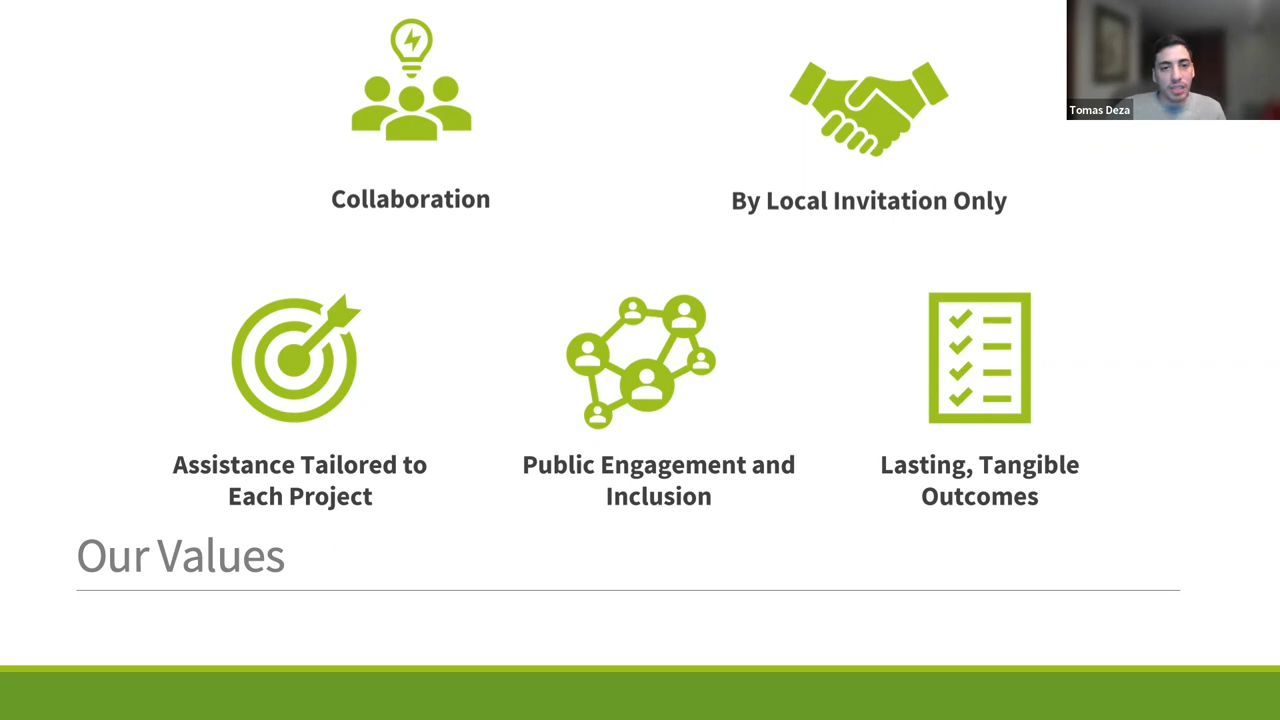 Tomas Deza
Collaboration
By Local Invitation Only
Assistance Tailored to
Each Project
Public Engagement and
Inclusion
Lasting, Tangible
Outcomes
Our Values